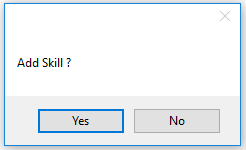 Add Skill ?
Yes
No